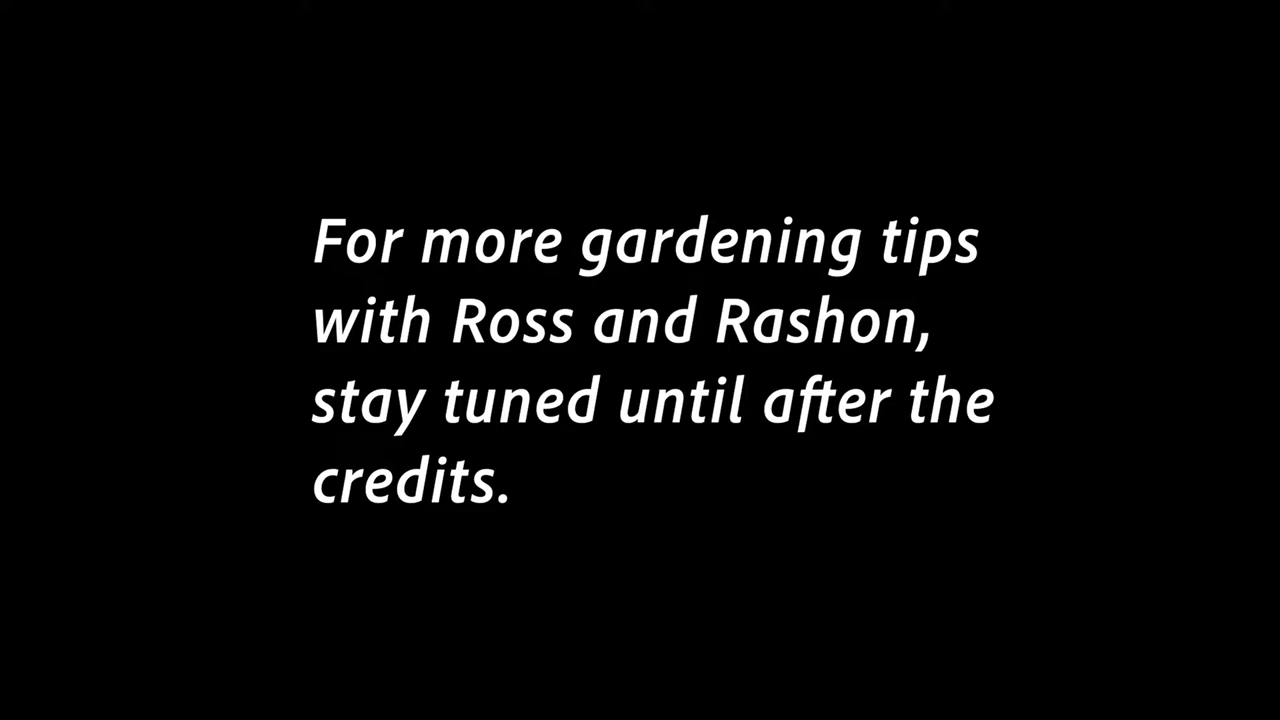 For more gardening tips
with Ross and Rashon,
stay tuned until after the
credits.